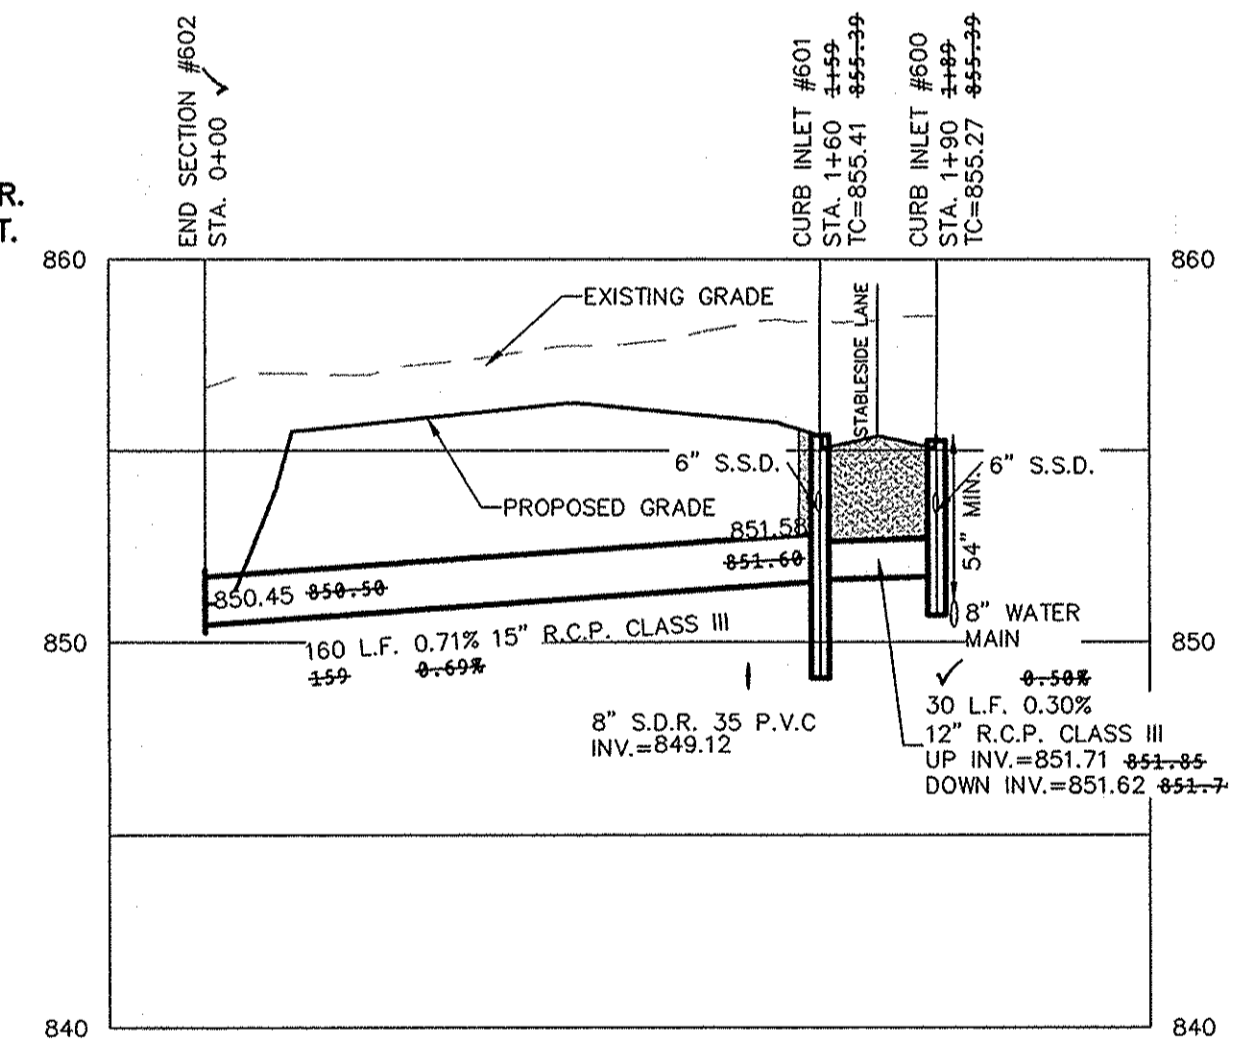 END SECTION #602
STA. 0+00
CURB INLET #601
STA. 1+60 1+59
TC=855.41 855.39
CURB INLET #600
STA. 1+90 1+89
TC=855.27 855.39
R.
T.
860
860
EXISTING GRADE
STABLESIDE LANE
6" S.S.D.
6" S.S.D.
PROPOSED GRADE
54" MIN.
851.58
851.60
850.45 850.50
8" WATER
MAIN
850
850
160 L.F. 0.71% 15" R.C.P. CLASS III
159 0.69%
0.50%
30 L.F. 0.30%
12" R.C.P. CLASS III
UP INV.=851.71 851.85
DOWN INV.=851.62 851.7
8" S.D.R. 35 P.V.C
INV.=849.12
840
840